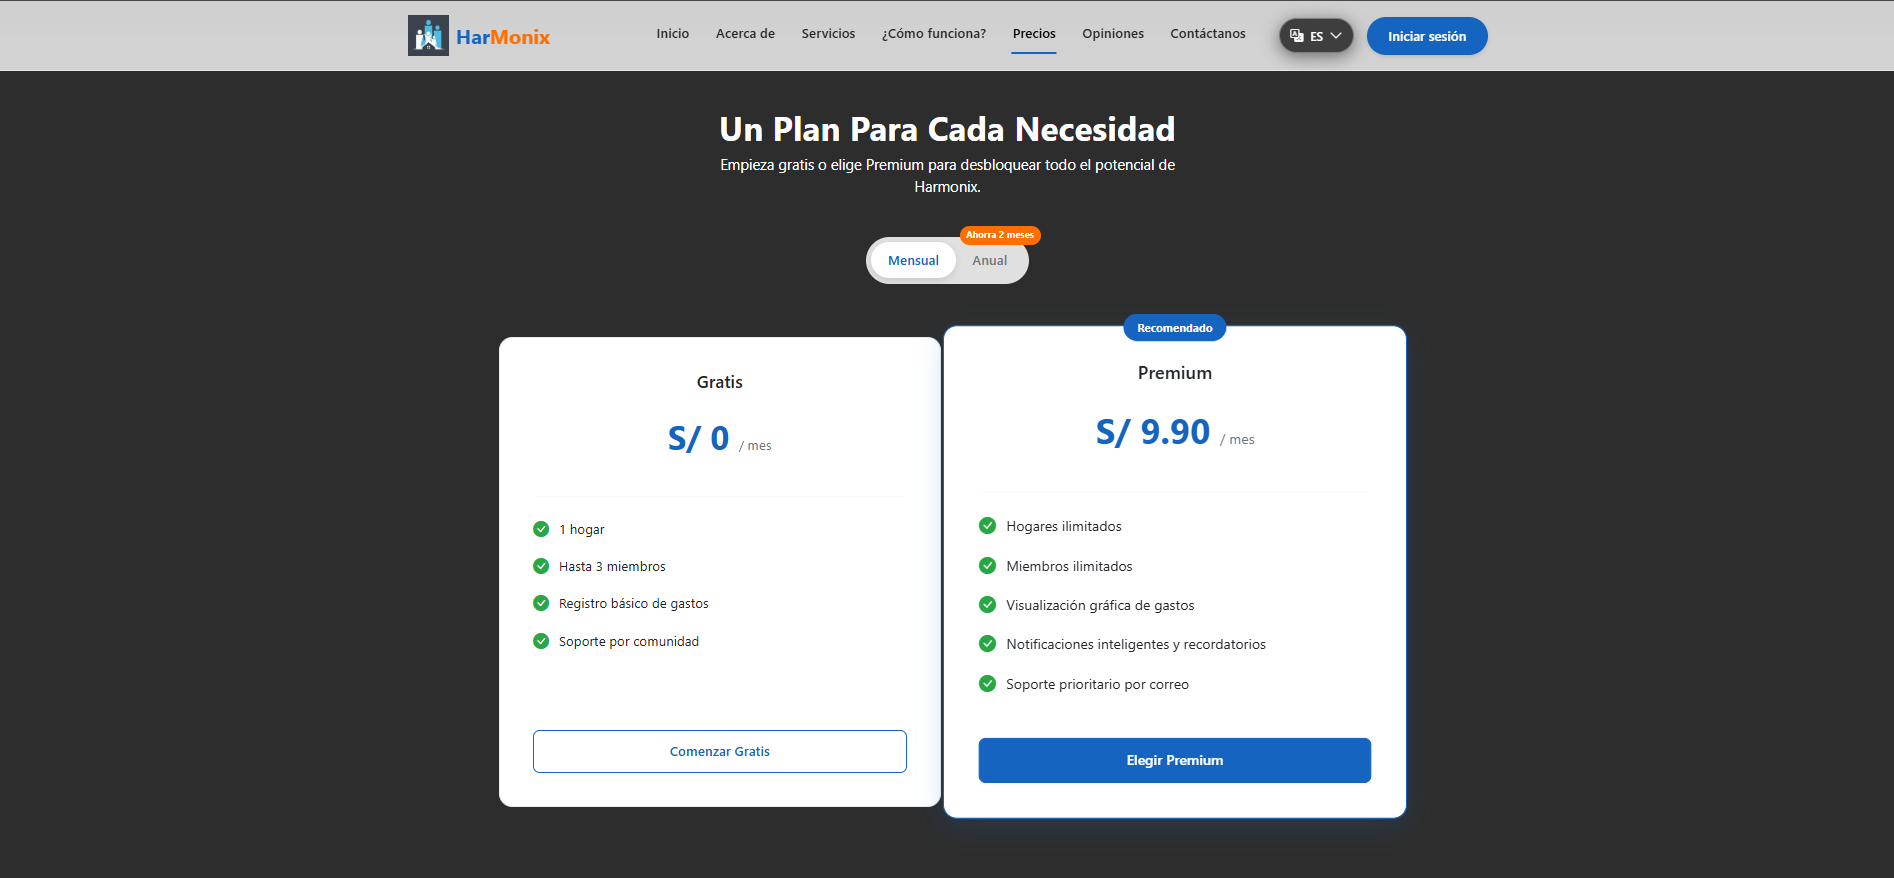 HarMonix
Inicio
Acerca de
Servicios
¿Cómo funciona?
Precios
Opiniones
Contáctanos
ES
Iniciar sesión
Un Plan Para Cada Necesidad
Empieza gratis o elige Premium para desbloquear todo el potencial de
Harmonix.
Ahorra 2 meses
Mensual
Anual
Gratis
S/ 0 / mes
1 hogar
Hasta 3 miembros
Registro básico de gastos
Soporte por comunidad
Comenzar Gratis
Recomendado
Premium
S/ 9.90 / mes
Hogares ilimitados
Miembros ilimitados
Visualización gráfica de gastos
Notificaciones inteligentes y recordatorios
Soporte prioritario por correo
Elegir Premium